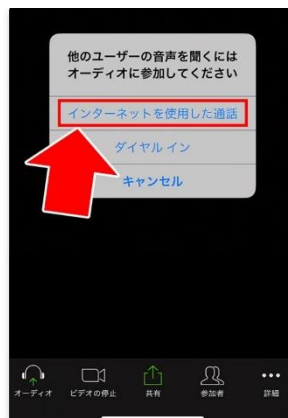 他のユーザーの音声を聞くには
オーディオに参加してください
インターネットを使用した通話
ダイヤル イン
キャンセル
オーディオ
ビデオの停止
共有
参加者
詳細